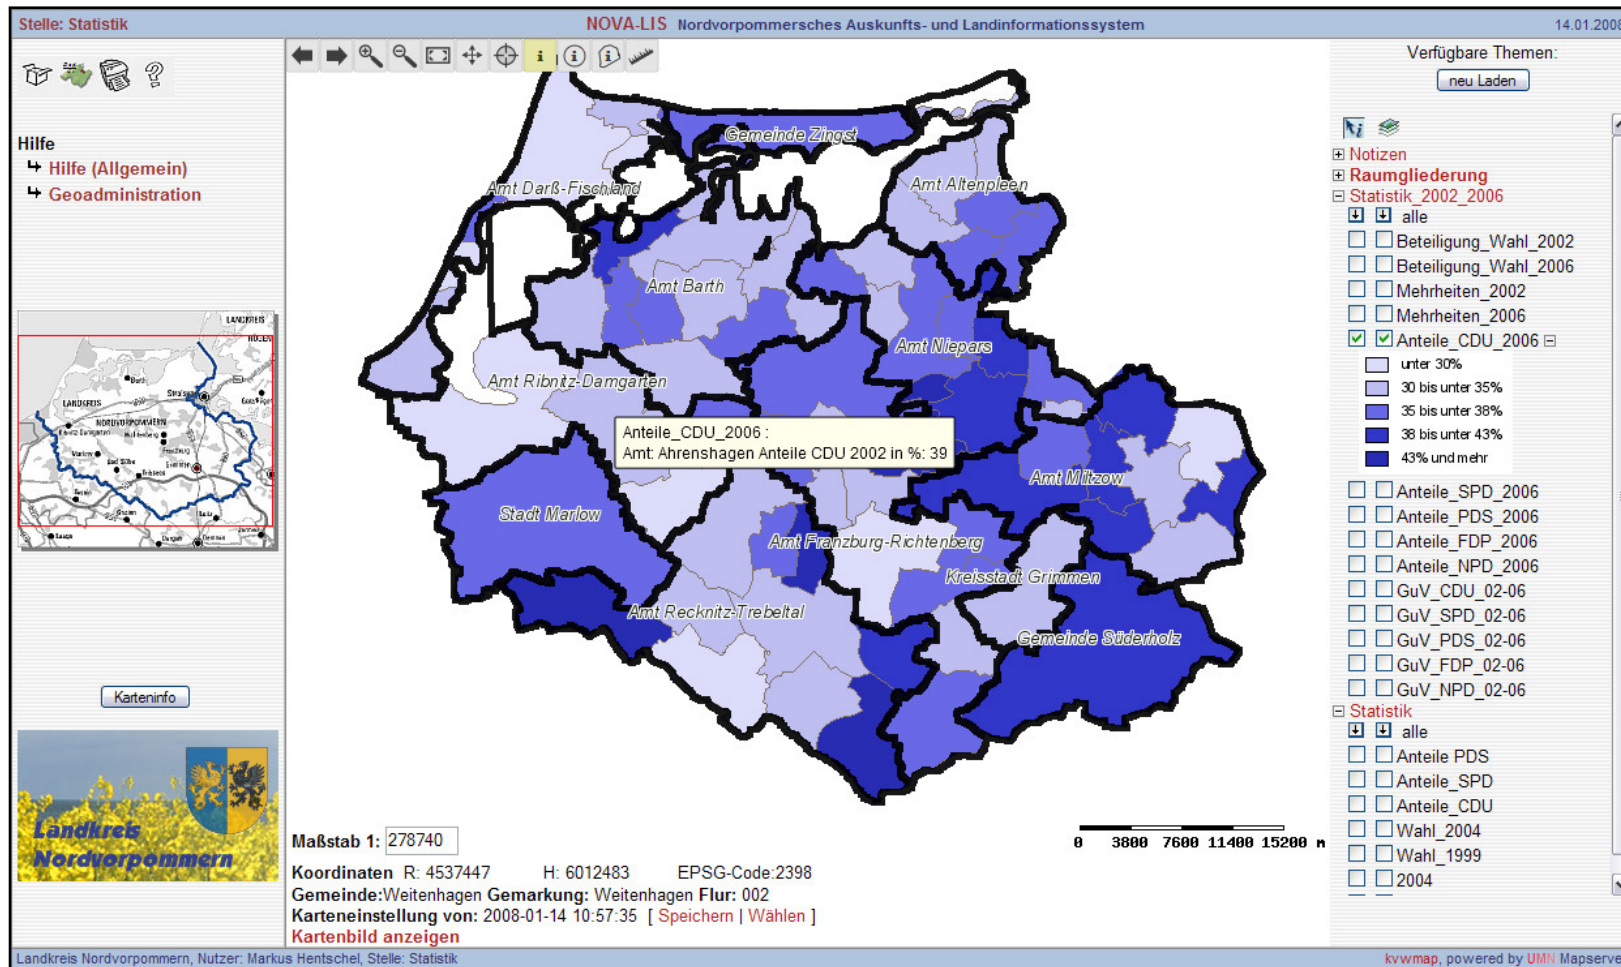 Stelle: Statistik
NOVA-LIS Nordvorpommersches Auskunfts- und Landinformationssystem
14.01.2008
Hilfe
Hilfe (Allgemein)
Geoadministration
LANDKREIS
Barth
LANDKREIS
NORDVORPOMMERN
Karteninfo
Landkreis
Nordvorpommern
Gemeinde Zingst
Amt Darß-Fischland
Amt Altenpleen
Amt Barth
Amt Niepars
Amt Ribnitz-Damgarten
Anteile_CDU_2006 :
Amt: Ahrenshagen Anteile CDU 2002 in %: 39
Amt Miltzow
Stadt Marlow
Amt Franzburg-Richtenberg
Kreisstadt Grimmen
Amt Recknitz-Trebeltal
Gemeinde Süderholz
Maßstab 1: 278740
0 3800 7600 11400 15200 m
Koordinaten R: 4537447 H: 6012483 EPSG-Code:2398
Gemeinde:Weitenhagen Gemarkung: Weitenhagen Flur: 002
Karteneinstellung von: 2008-01-14 10:57:35 [ Speichern | Wählen ]
Kartenbild anzeigen
Verfügbare Themen:
neu Laden
Notizen
Raumgliederung
Statistik_2002_2006
alle
Beteiligung_Wahl_2002
Beteiligung_Wahl_2006
Mehrheiten_2002
Mehrheiten_2006
Anteile_CDU_2006
unter 30%
30 bis unter 35%
35 bis unter 38%
38 bis unter 43%
43% und mehr
Anteile_SPD_2006
Anteile_PDS_2006
Anteile_FDP_2006
Anteile_NPD_2006
GuV_CDU_02-06
GuV_SPD_02-06
GuV_PDS_02-06
GuV_FDP_02-06
GuV_NPD_02-06
Statistik
alle
Anteile PDS
Anteile_SPD
Anteile_CDU
Wahl_2004
Wahl_1999
2004
Landkreis Nordvorpommern, Nutzer: Markus Hentschel, Stelle: Statistik
kvwmap, powered by UMN Mapserve